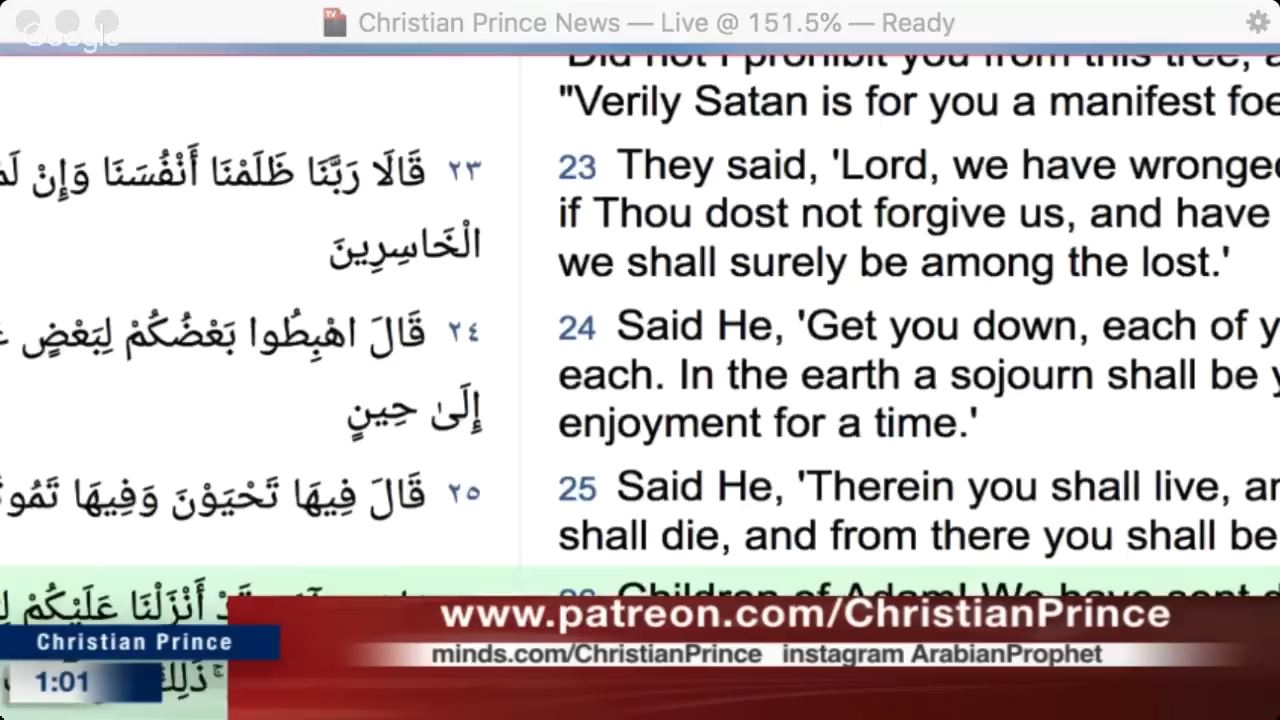 Christian Prince News — Live @ 151.5% — Ready
Google
"Verily Satan is for you a manifest foe
٢٣ قَالَا رَبَّنَا ظَلَمْنَا أَنْفُسَنَا وَإِنْ
الْخَاسِرِينَ
23 They said, 'Lord, we have wronged
if Thou dost not forgive us, and have
we shall surely be among the lost.'
٢٤ قَالَ اهْبِطُوا بَعْضُكُمْ لِبَعْضٍ
إِلَىٰ حِينٍ
24 Said He, 'Get you down, each of
each. In the earth a sojourn shall be
enjoyment for a time.'
٢٥ قَالَ فِيهَا تَحْيَوْنَ وَفِيهَا
25 Said He, 'Therein you shall live,
shall die, and from there you shall be
أَنْزَلْنَا عَلَيْكُمْ
www.patreon.com/ChristianPrince
minds.com/ChristianPrince instagram ArabianProphet
Christian Prince
1:01